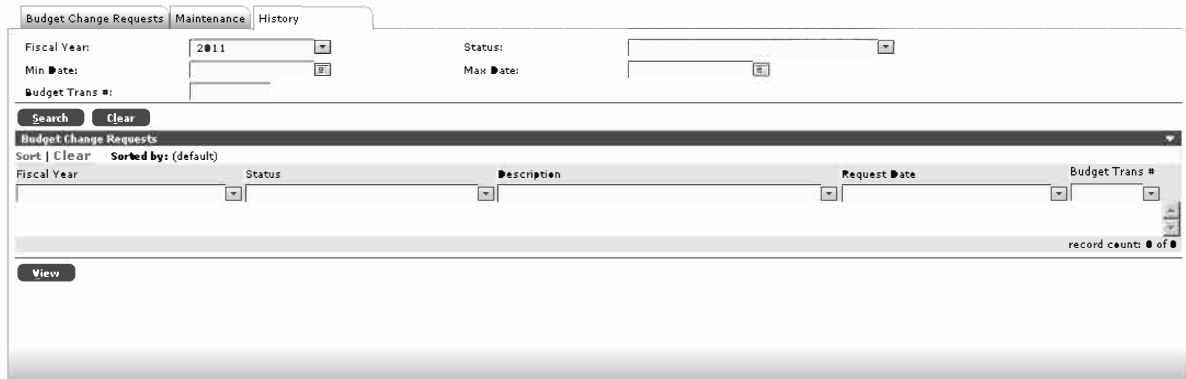 Budget Change Requests Maintenance History
Fiscal Year: 2011 Status:
Min Date: Max Date:
Budget Trans #:
Search Clear
Budget Change Requests
Sort | Clear Sorted by: (default)
Fiscal Year Status Description Request Date Budget Trans #
record count: 0 of 0
View